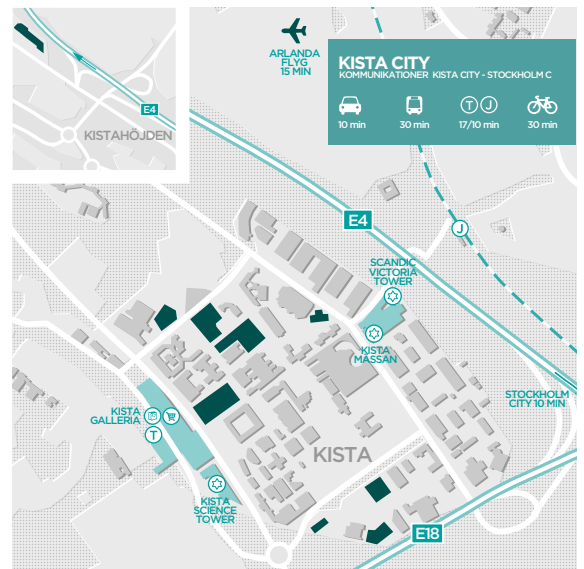 ARLANDA
FLYG
15 MIN
KISTA CITY
KOMMUNIKATIONER KISTA CITY - STOCKHOLM C
10 min
30 min
T J
17/10 min
30 min
E4
KISTAHÖJDEN
E4
J
SCANDIC
VICTORIA
TOWER
KISTA
MÄSSAN
STOCKHOLM
CITY 10 MIN
KISTA
GALLERIA
T
KISTA
KISTA
SCIENCE
TOWER
E18